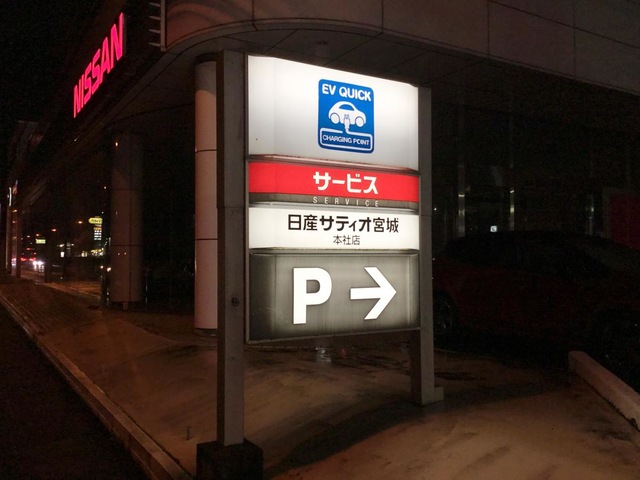 NISSAN
EV QUICK
CHARGING POINT
サービス
SERVICE
日産サティオ宮城
本社店
P →